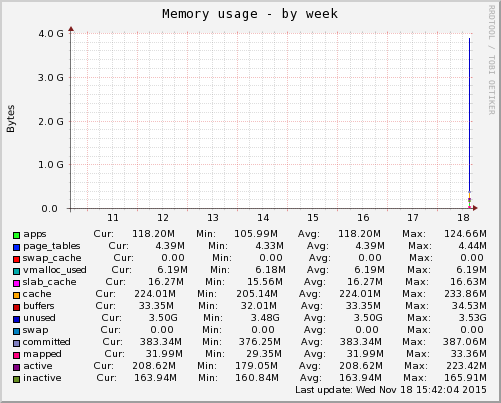 Memory usage - by week
RRDTOOL / TOBI OETIKER
Bytes
4.0 G
3.0 G
2.0 G
1.0 G
0.0
11 12 13 14 15 16 17 18
apps Cur: 118.20M Min: 105.99M Avg: 118.20M Max: 124.66M
page_tables Cur: 4.39M Min: 4.33M Avg: 4.39M Max: 4.44M
swap_cache Cur: 0.00 Min: 0.00 Avg: 0.00 Max: 0.00
vmalloc_used Cur: 6.19M Min: 6.18M Avg: 6.19M Max: 6.19M
slab_cache Cur: 16.27M Min: 15.56M Avg: 16.27M Max: 16.63M
cache Cur: 224.01M Min: 205.14M Avg: 224.01M Max: 233.86M
buffers Cur: 33.35M Min: 32.01M Avg: 33.35M Max: 34.53M
unused Cur: 3.50G Min: 3.48G Avg: 3.50G Max: 3.53G
swap Cur: 0.00 Min: 0.00 Avg: 0.00 Max: 0.00
committed Cur: 383.34M Min: 376.25M Avg: 383.34M Max: 387.06M
mapped Cur: 31.99M Min: 29.35M Avg: 31.99M Max: 33.36M
active Cur: 208.62M Min: 179.05M Avg: 208.62M Max: 223.42M
inactive Cur: 163.94M Min: 160.84M Avg: 163.94M Max: 165.91M
Last update: Wed Nov 18 15:42:04 2015